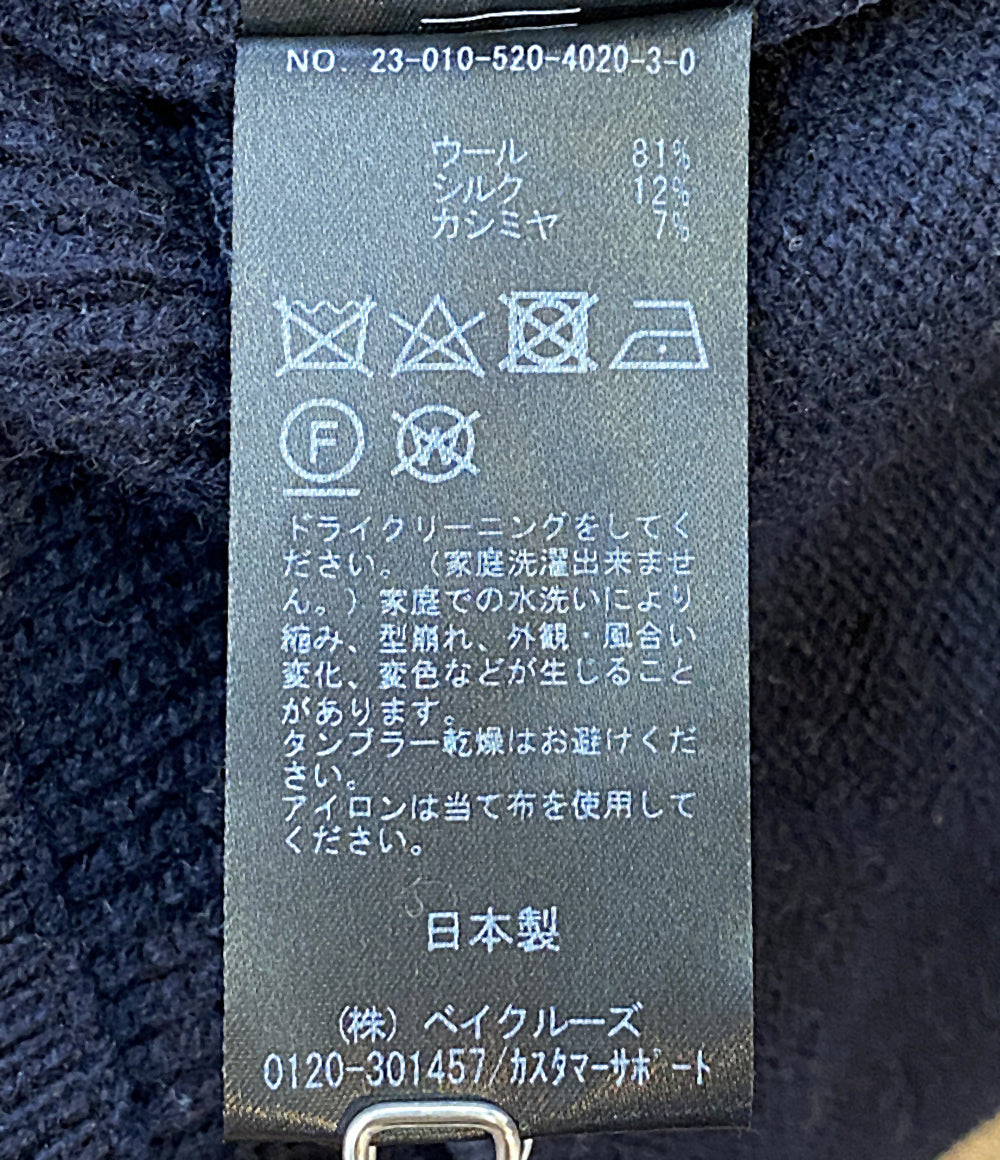 NO. 23-010-520-4020-3-0
ウール 81%
シルク 12%
カシミヤ 7%
F
W
ドライクリーニングをしてく
ださい。（家庭洗濯出来ませ
ん。）家庭での水洗いにより
縮み、型崩れ、外観・風合い
変化、変色などが生じること
があります。
タンブラー乾燥はお避けくだ
さい。
アイロンは当て布を使用して
ください。
日本製
(株) ベイクルーズ
0120-301457/ｶｽﾀﾏｰｻﾎﾟｰﾄ